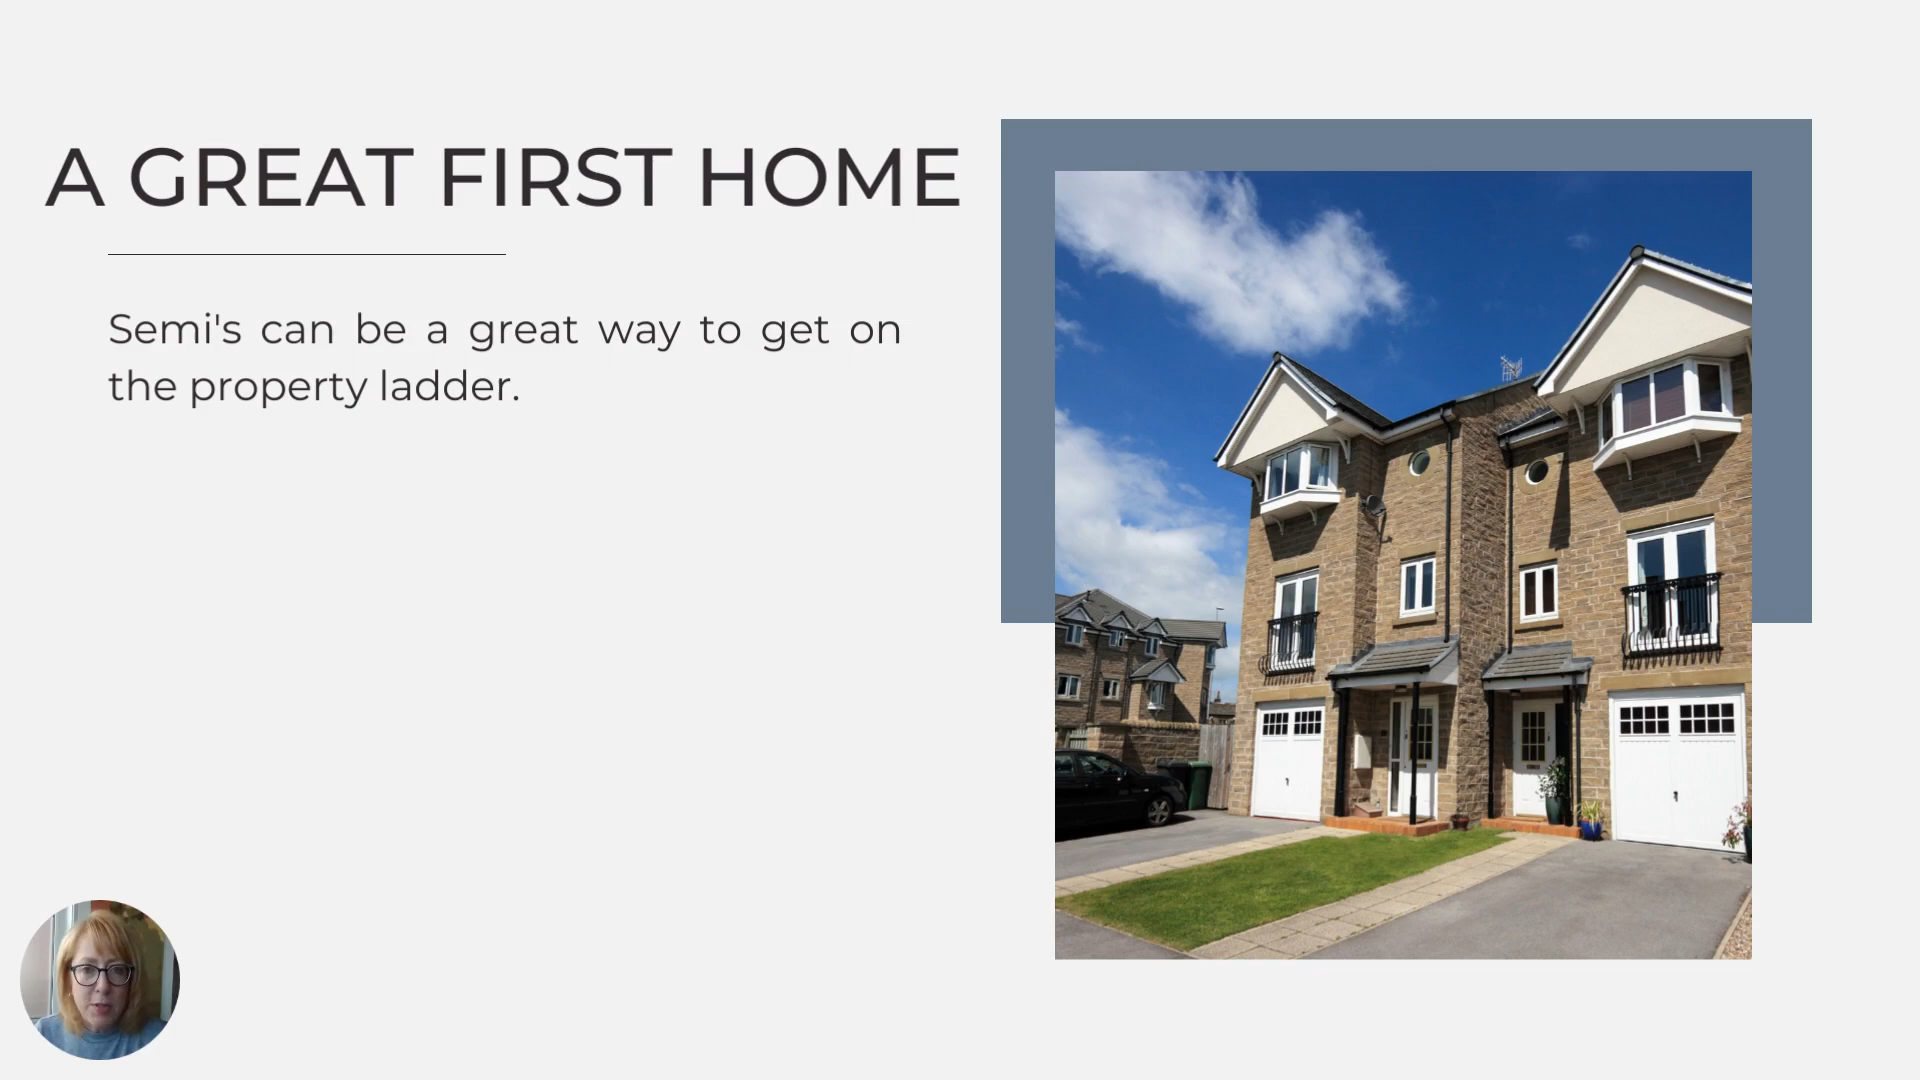 A GREAT FIRST HOME
Semi's can be a great way to get on
the property ladder.